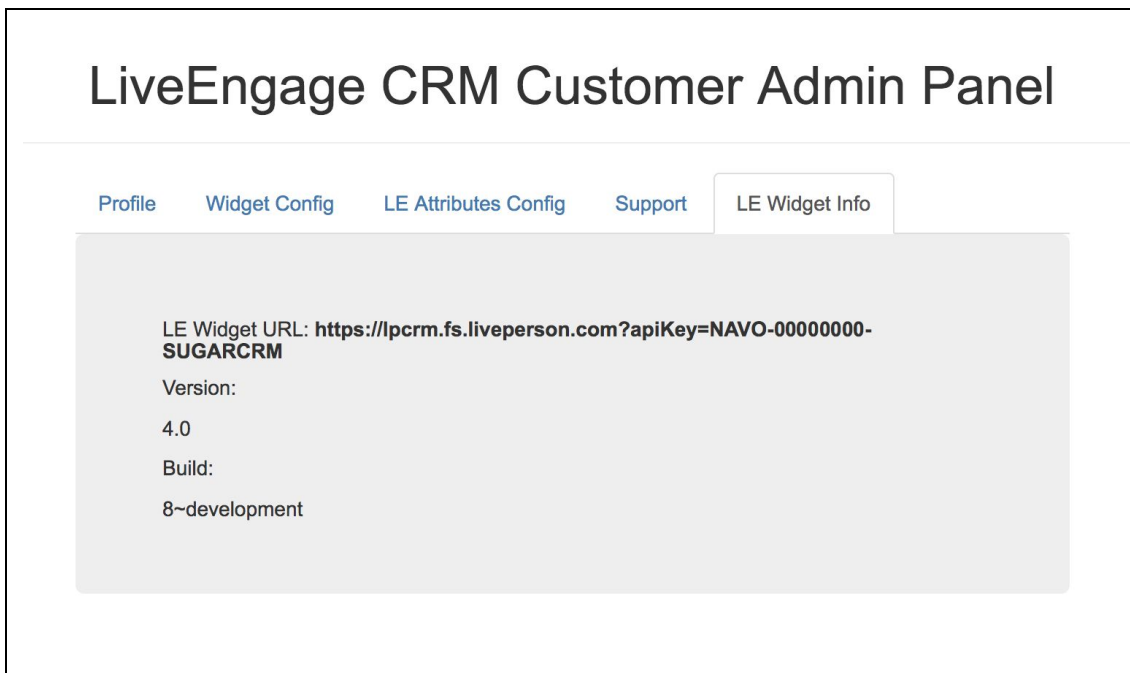 LiveEngage CRM Customer Admin Panel
Profile Widget Config LE Attributes Config Support LE Widget Info
LE Widget URL: https://lpcrm.fs.liveperson.com?apiKey=NAVO-00000000-
SUGARCRM
Version:
4.0
Build:
8~development